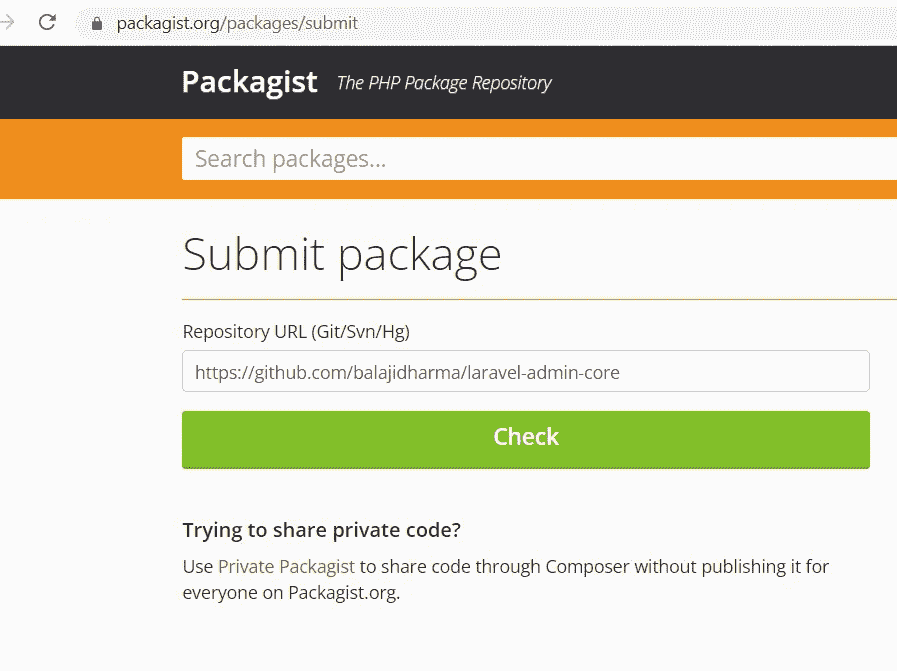 packagist.org/packages/submit
Packagist The PHP Package Repository
Search packages...
Submit package
Repository URL (Git/Svn/Hg)
https://github.com/balajidharma/laravel-admin-core
Check
Trying to share private code?
Use Private Packagist to share code through Composer without publishing it for
everyone on Packagist.org.